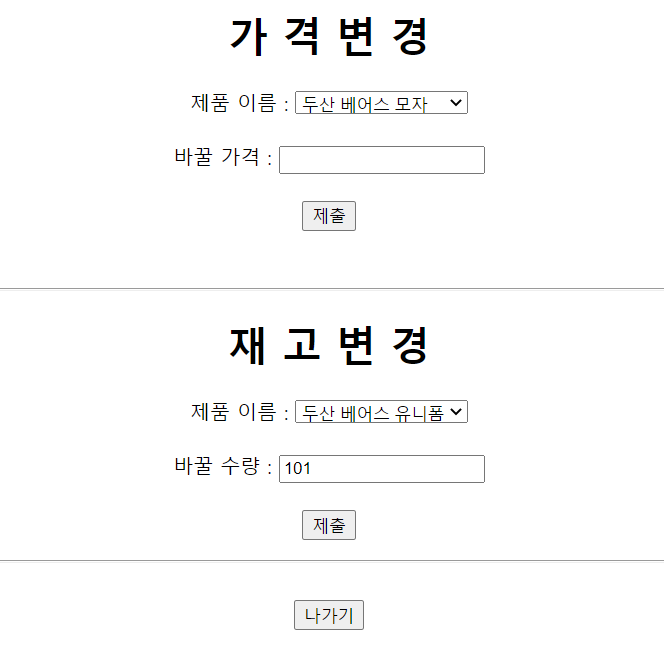 가 격 변 경
제품 이름 : 두산 베어스 모자
바꿀 가격 :
제출
재 고 변 경
제품 이름 : 두산 베어스 유니폼
바꿀 수량 : 101
제출
나가기